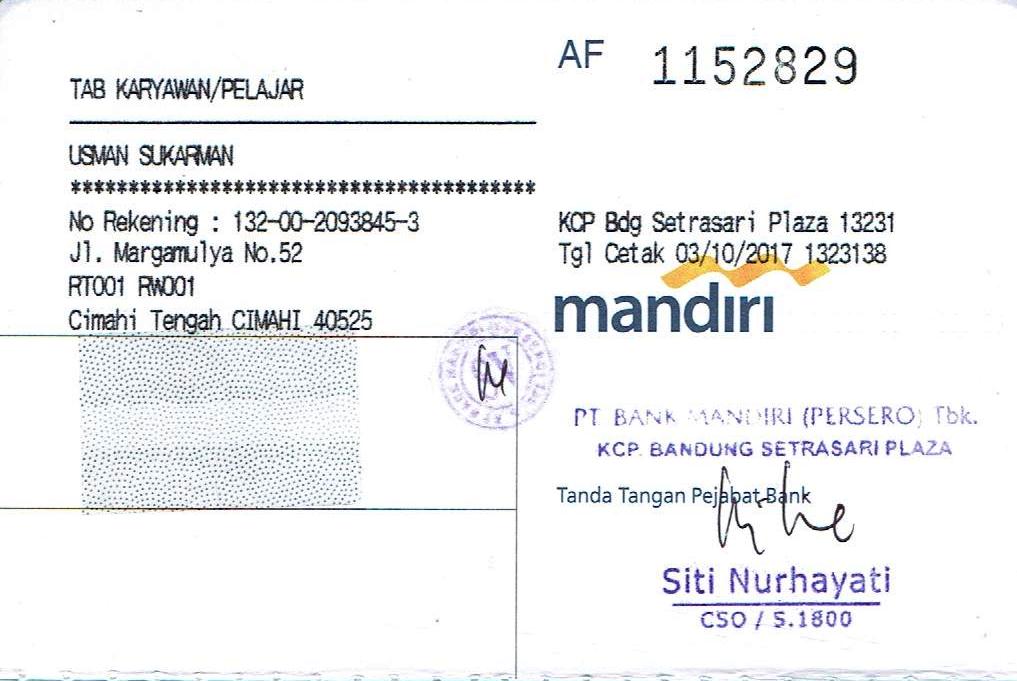 AF 1152829
TAB KARYAWAN/PELAJAR
USMAN SUKARMAN
****************************************
No Rekening : 132-00-2093845-3
Jl. Margamulya No.52
RT001 RW001
Cimahi Tengah CIMAHI 40525
KCP Bdg Setrasari Plaza 13231
Tgl Cetak 03/10/2017 1323138
mandiri
PT BANK MANDIRI (PERSERO) Tbk.
KCP. BANDUNG SETRASARI PLAZA
Tanda Tangan Pejabat Bank
Siti Nurhayati
CSO / S.1800